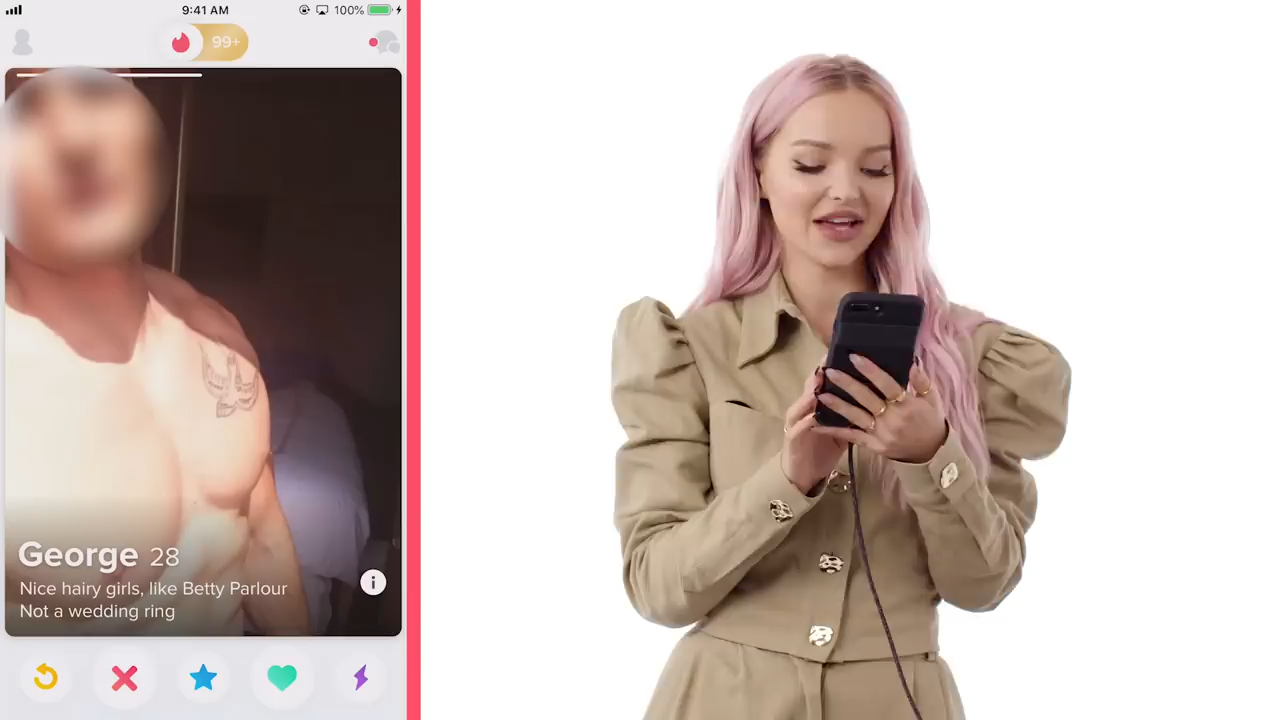 9:41 AM
100%
99+
George 28
Nice hairy girls, like Betty Parlour
Not a wedding ring